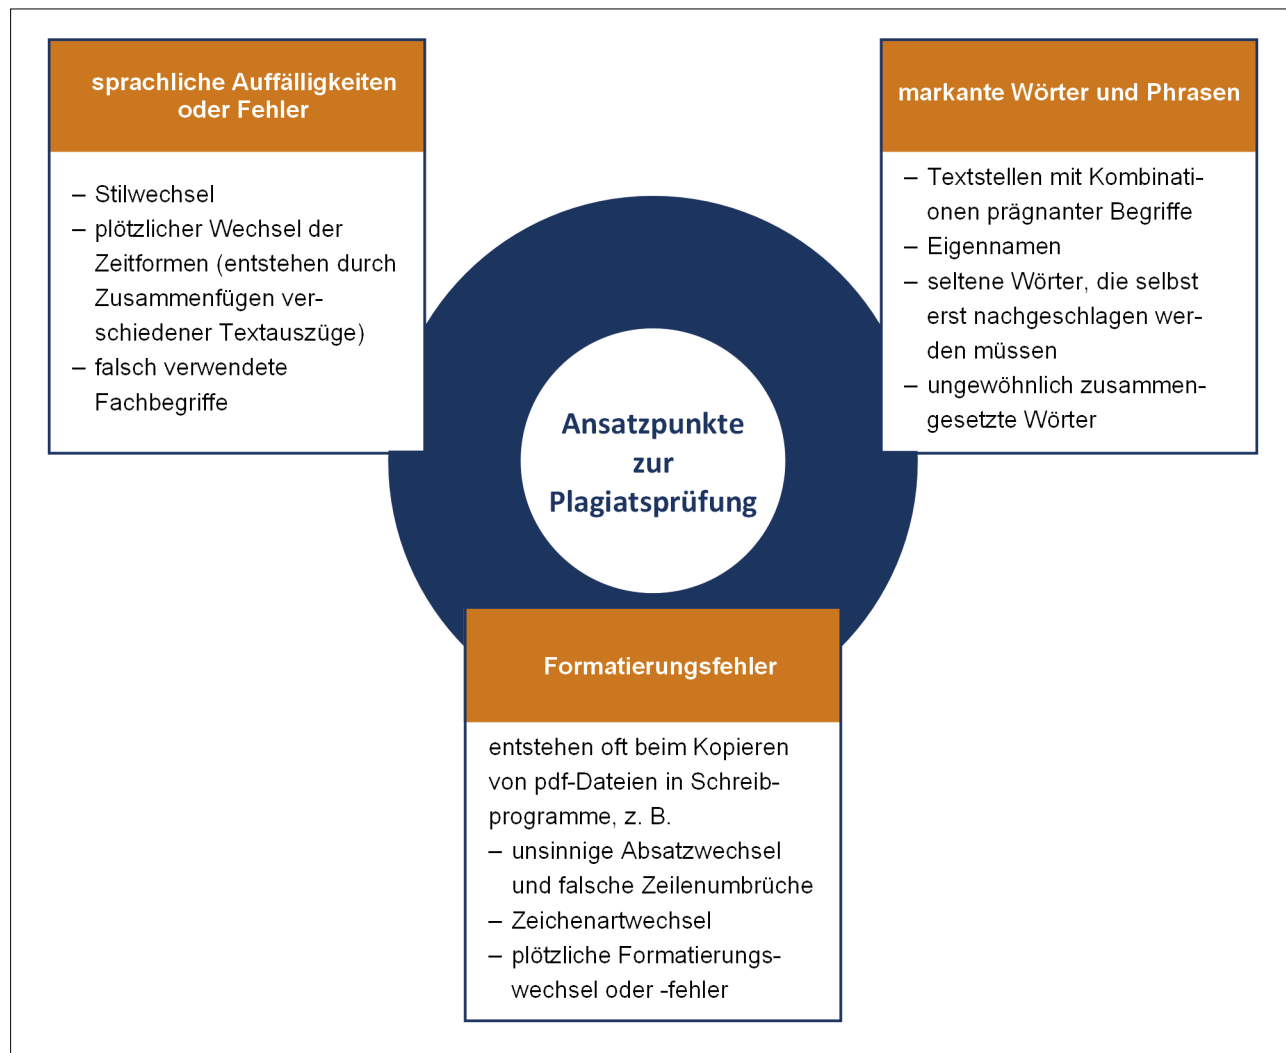 sprachliche Auffälligkeiten
oder Fehler
– Stilwechsel
– plötzlicher Wechsel der
Zeitformen (entstehen durch
Zusammenfügen ver-
schiedener Textauszüge)
– falsch verwendete
Fachbegriffe
markante Wörter und Phrasen
– Textstellen mit Kombinati-
onen prägnanter Begriffe
– Eigennamen
– seltene Wörter, die selbst
erst nachgeschlagen wer-
den müssen
– ungewöhnlich zusammen-
gesetzte Wörter
Ansatzpunkte
zur
Plagiatsprüfung
Formatierungsfehler
entstehen oft beim Kopieren
von pdf-Dateien in Schreib-
programme, z. B.
– unsinnige Absatzwechsel
und falsche Zeilenumbrüche
– Zeichenartwechsel
– plötzliche Formatierungs-
wechsel oder -fehler